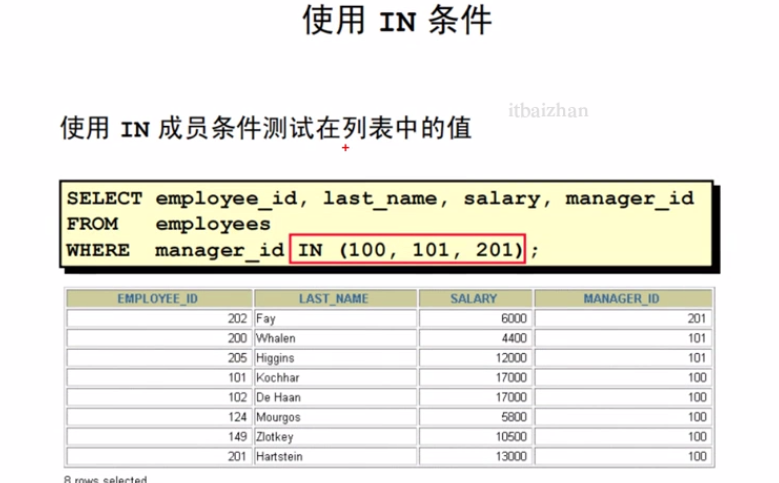 使用 IN 条件
itbaizhan
使用 IN 成员条件测试在列表中的值
SELECT employee_id, last_name, salary, manager_id
FROM employees
WHERE manager_id IN (100, 101, 201);
EMPLOYEE_ID LAST_NAME SALARY MANAGER_ID
202 Fay 6000 201
200 Whalen 4400 101
205 Higgins 12000 101
101 Kochhar 17000 100
102 De Haan 17000 100
124 Mourgos 5800 100
149 Zlotkey 10500 100
201 Hartstein 13000 100
8 rows selected